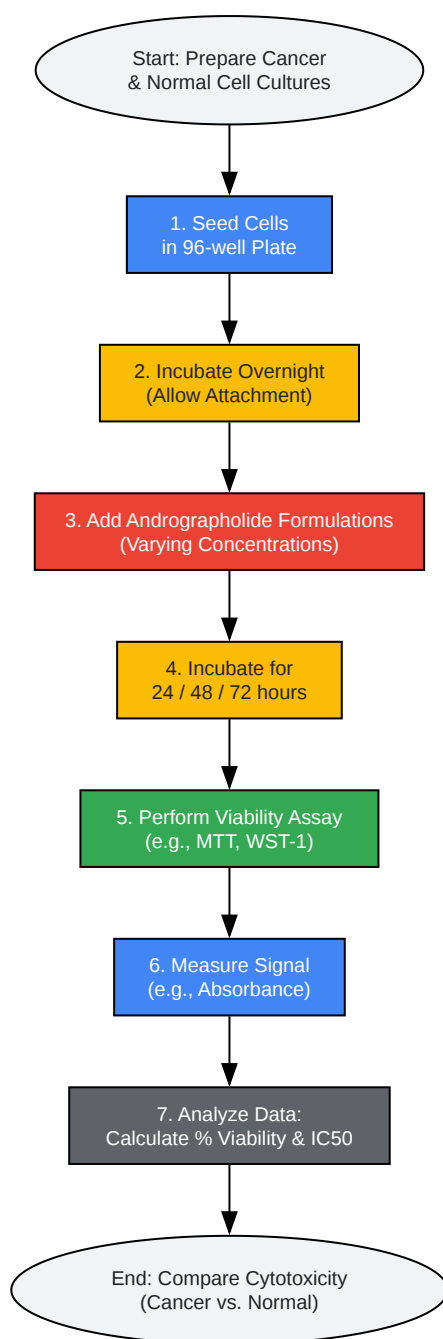 Start: Prepare Cancer
& Normal Cell Cultures
1. Seed Cells
in 96-well Plate
2. Incubate Overnight
(Allow Attachment)
3. Add Andrographolide Formulations
(Varying Concentrations)
4. Incubate for
24 / 48 / 72 hours
5. Perform Viability Assay
(e.g., MTT, WST-1)
6. Measure Signal
(e.g., Absorbance)
7. Analyze Data:
Calculate % Viability & IC50
End: Compare Cytotoxicity
(Cancer vs. Normal)